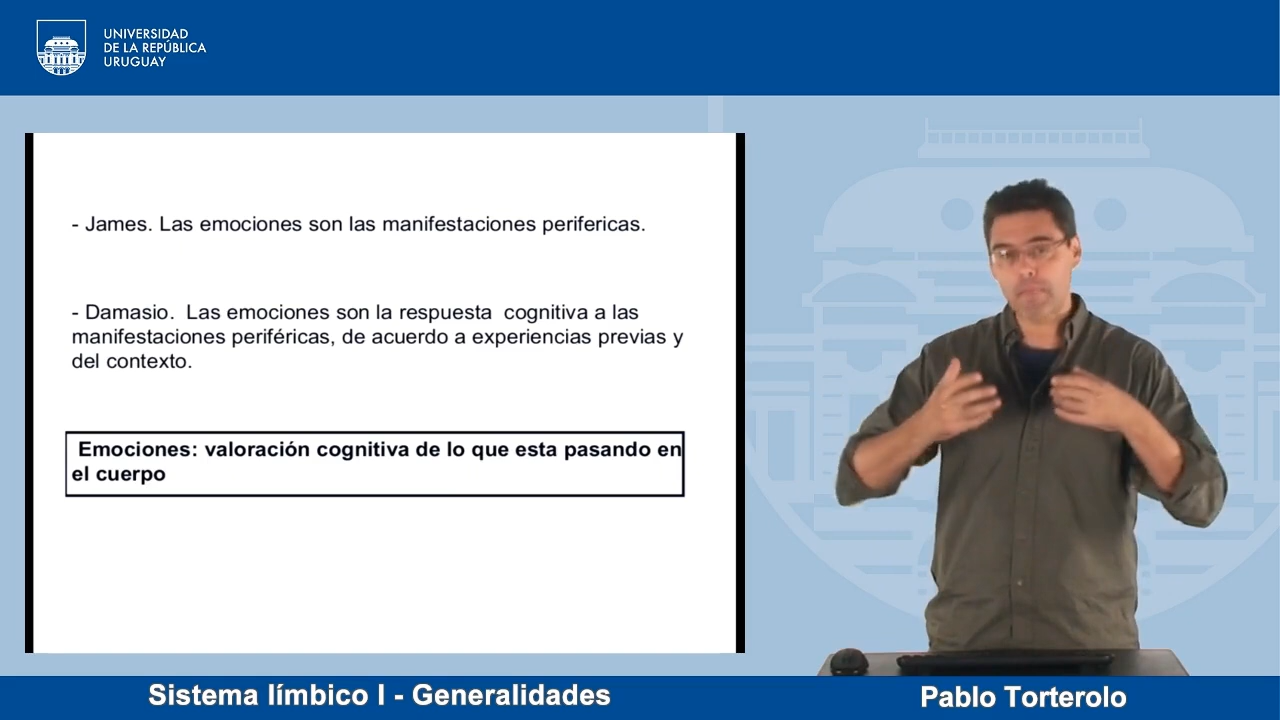 UNIVERSIDAD
DE LA REPÚBLICA
URUGUAY
- James. Las emociones son las manifestaciones perifericas.
- Damasio.  Las emociones son la respuesta  cognitiva a las
manifestaciones periféricas, de acuerdo a experiencias previas y
del contexto.
Emociones: valoración cognitiva de lo que esta pasando en
el cuerpo
Sistema límbico I - Generalidades
Pablo Torterolo